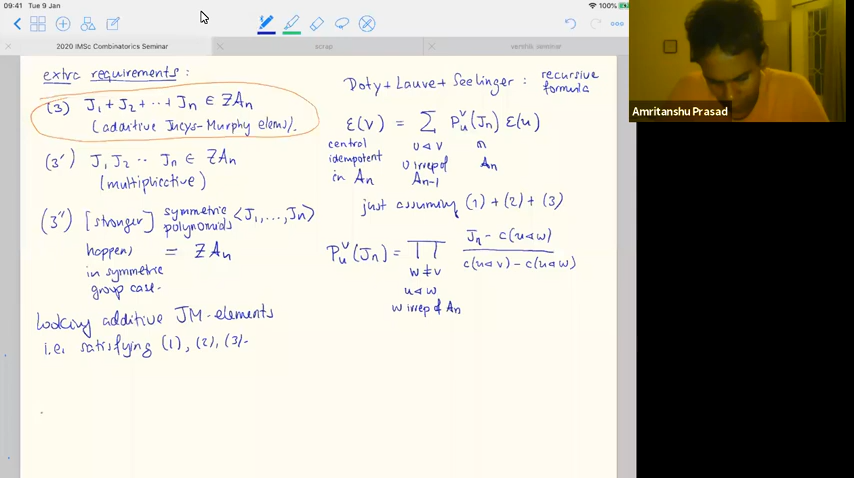 09:41 Tue 9 Jan
100%
2020 IMSc Combinatorics Seminar
scrap
vershik seminar
extra requirements:
(3) J₁ + J₂ + ··· + Jₙ ∈ ZAₙ
(additive Jucys-Murphy elems).
(3') J₁ J₂ ·· Jₙ ∈ ZAₙ
(multiplicative)
(3'') [stronger] symmetric polynomials <J₁, ..., Jₙ>
happens = ZAₙ
in symmetric
group case.
Looking additive JM-elements
i.e. satisfying (1), (2), (3).
Doty + Lauve + Seelinger : recursive
formula
ε(v) = Σ Pᵤᵛ(Jₙ) ε(u)
central u◁v
idempotent u irrep of Aₙ
in Aₙ Aₙ₋₁
just assuming (1) + (2) + (3)
Pᵤᵛ(Jₙ) = ∏ Jₙ - c(u◁w) / c(u◁v) - c(u◁w)
w ≠ v
u◁w
w irrep of Aₙ
Amritanshu Prasad